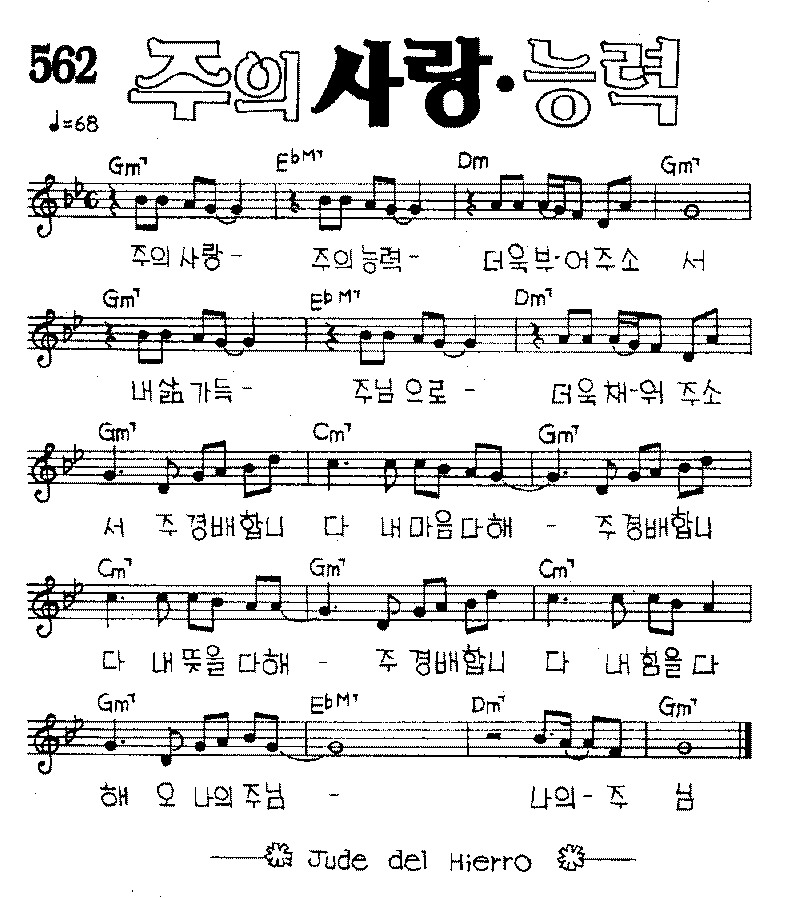 562 주의 사랑·능력
♩=68
Gm7 E♭M7 Dm Gm7
주의 사랑- 주의 능력- 더욱 부-어 주소 서
Gm7 E♭M7 Dm7
내 삶 가득- 주님 으로- 더욱 채-워 주소
Gm7 Cm7 Gm7
서 주 경배합니 다 내 마음 다해 - 주 경배합니
Cm7 Gm7 Cm7
다 내 뜻을 다해 - 주 경배합니 다 내 힘을 다
Gm7 E♭M7 Dm7 Gm7
해 오 나의 주님 - 나의-주 님
Jude del Hierro